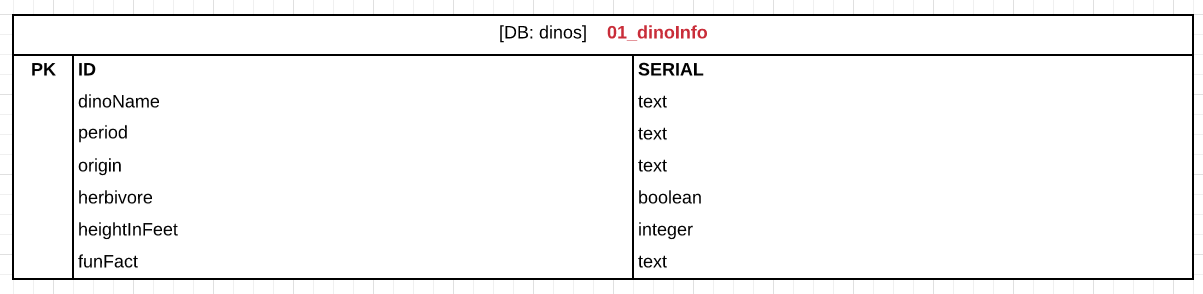 [DB: dinos] 01_dinoInfo
PK ID SERIAL
dinoName text
period text
origin text
herbivore boolean
heightInFeet integer
funFact text